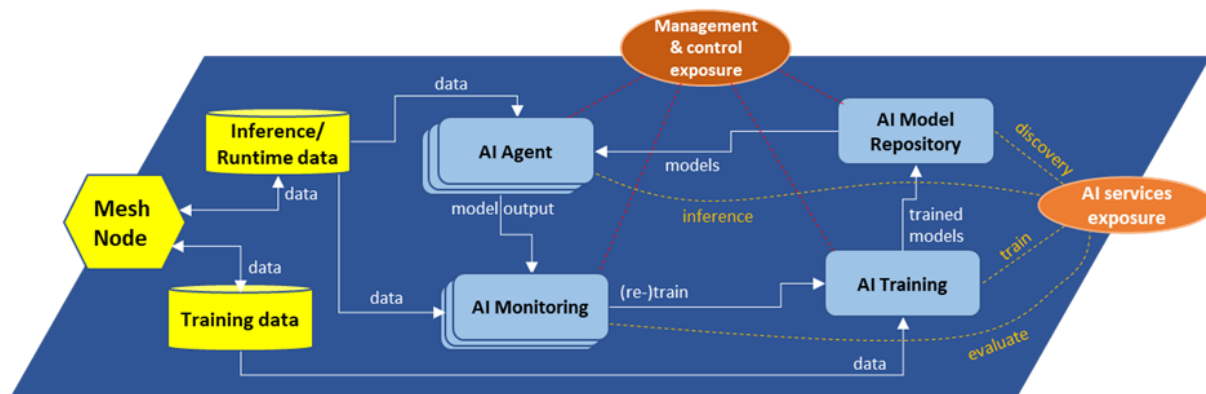 Management
& control
exposure
data
Inference/
Runtime data
AI Agent
AI Model
Repository
discovery
models
data
Mesh
Node
model output
inference
AI services
exposure
trained
models
train
data
Training data
data
AI Monitoring
(re-)train
AI Training
evaluate
data